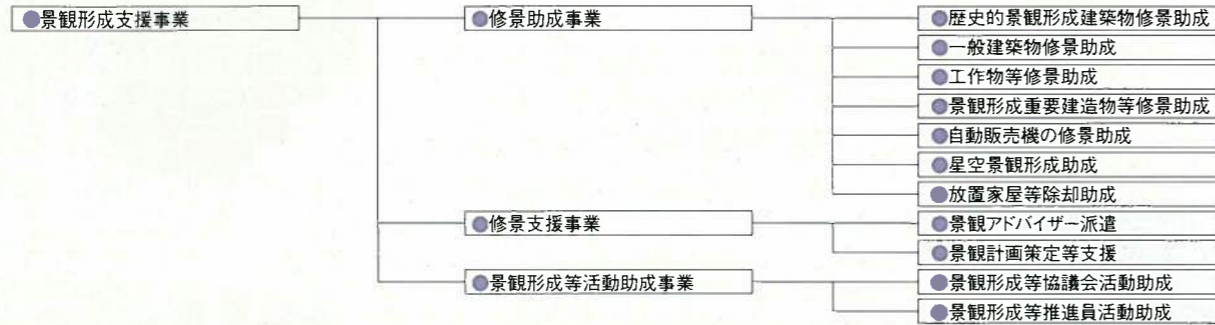 ●景観形成支援事業
●修景助成事業
●歴史的景観形成建築物修景助成
●一般建築物修景助成
●工作物等修景助成
●景観形成重要建造物等修景助成
●自動販売機の修景助成
●星空景観形成助成
●放置家屋等除却助成
●修景支援事業
●景観アドバイザー派遣
●景観計画策定等支援
●景観形成等活動助成事業
●景観形成等協議会活動助成
●景観形成等推進員活動助成